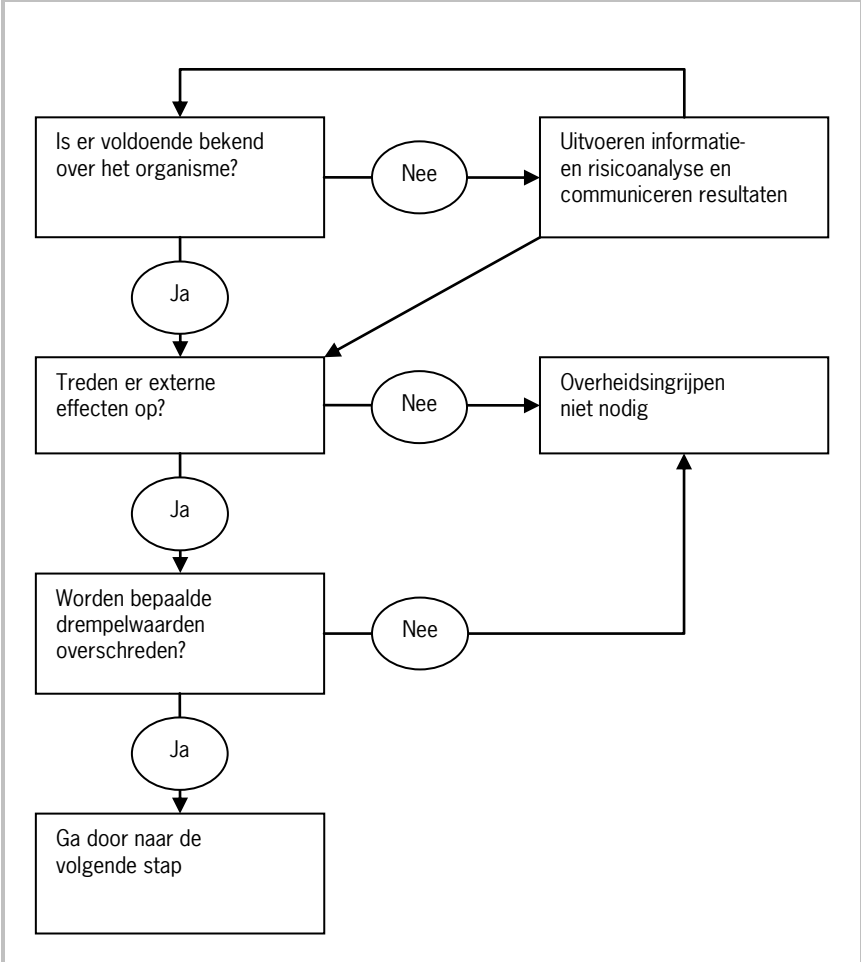 Is er voldoende bekend
over het organisme?
Nee
Uitvoeren informatie-
en risicoanalyse en
communiceren resultaten
Ja
Treden er externe
effecten op?
Nee
Overheidsingrijpen
niet nodig
Ja
Worden bepaalde
drempelwaarden
overschreden?
Nee
Ja
Ga door naar de
volgende stap